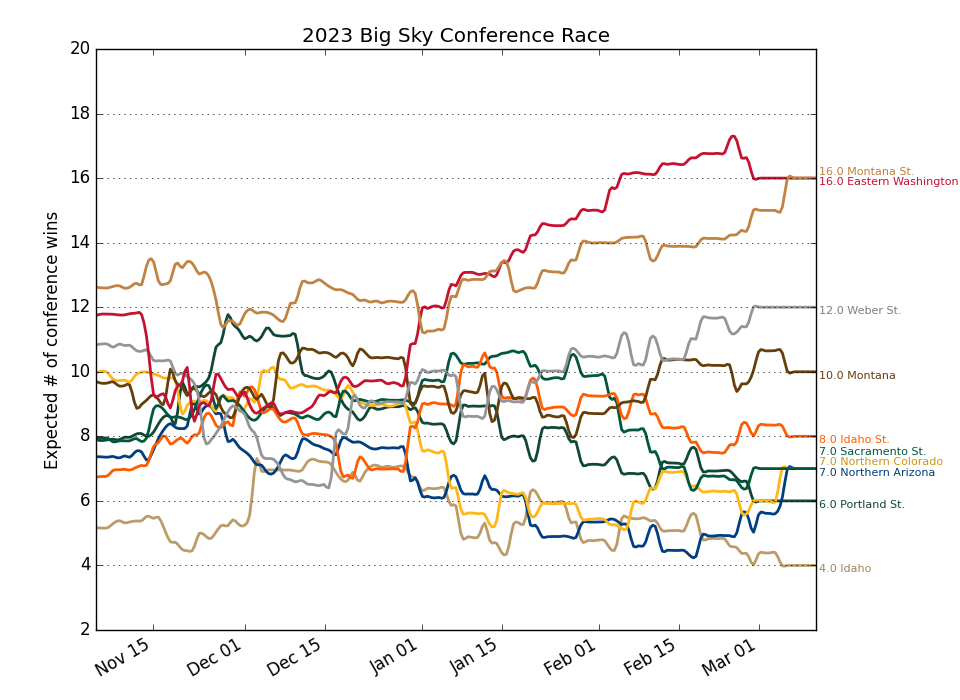 2023 Big Sky Conference Race
Expected # of conference wins
20
18
16
14
12
10
8
6
4
2
Nov 15
Dec 01
Dec 15
Jan 01
Jan 15
Feb 01
Feb 15
Mar 01
16.0 Montana St.
16.0 Eastern Washington
12.0 Weber St.
10.0 Montana
8.0 Idaho St.
7.0 Sacramento St.
7.0 Northern Colorado
7.0 Northern Arizona
6.0 Portland St.
4.0 Idaho